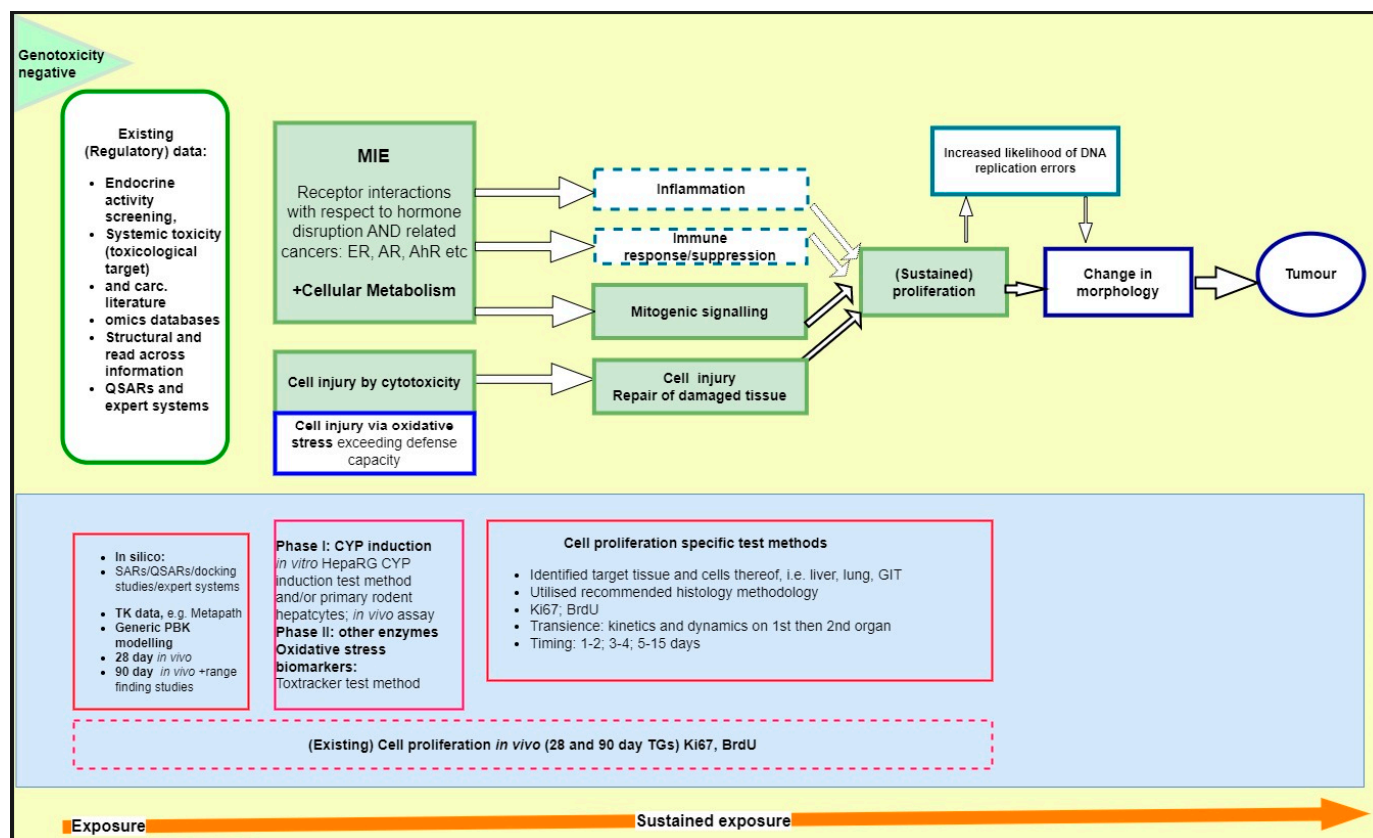 Genotoxicity
negative
Existing
(Regulatory) data:
• Endocrine
activity
screening,
• Systemic toxicity
(toxicological
target)
• and carc.
literature
• omics databases
• Structural and
read across
information
• QSARs and
expert systems
MIE
Receptor interactions
with respect to hormone
disruption AND related
cancers: ER, AR, AhR etc
+Cellular Metabolism
Cell injury by cytotoxicity
Cell injury via oxidative
stress exceeding defense
capacity
Inflammation
Immune
response/suppression
Mitogenic signalling
Cell injury
Repair of damaged tissue
(Sustained)
proliferation
Increased likelihood of DNA
replication errors
Change in
morphology
Tumour
• In silico:
• SARs/QSARs/docking
studies/expert systems
• TK data, e.g. Metapath
• Generic PBK
modelling
• 28 day in vivo
• 90 day in vivo +range
finding studies
Phase I: CYP induction
in vitro HepaRG CYP
induction test method
and/or primary rodent
hepatcytes; in vivo assay
Phase II: other enzymes
Oxidative stress
biomarkers:
Toxtracker test method
Cell proliferation specific test methods
• Identified target tissue and cells thereof, i.e. liver, lung, GIT
• Utilised recommended histology methodology
• Ki67; BrdU
• Transience: kinetics and dynamics on 1st then 2nd organ
• Timing: 1-2; 3-4; 5-15 days
(Existing) Cell proliferation in vivo (28 and 90 day TGs) Ki67, BrdU
Exposure
Sustained exposure